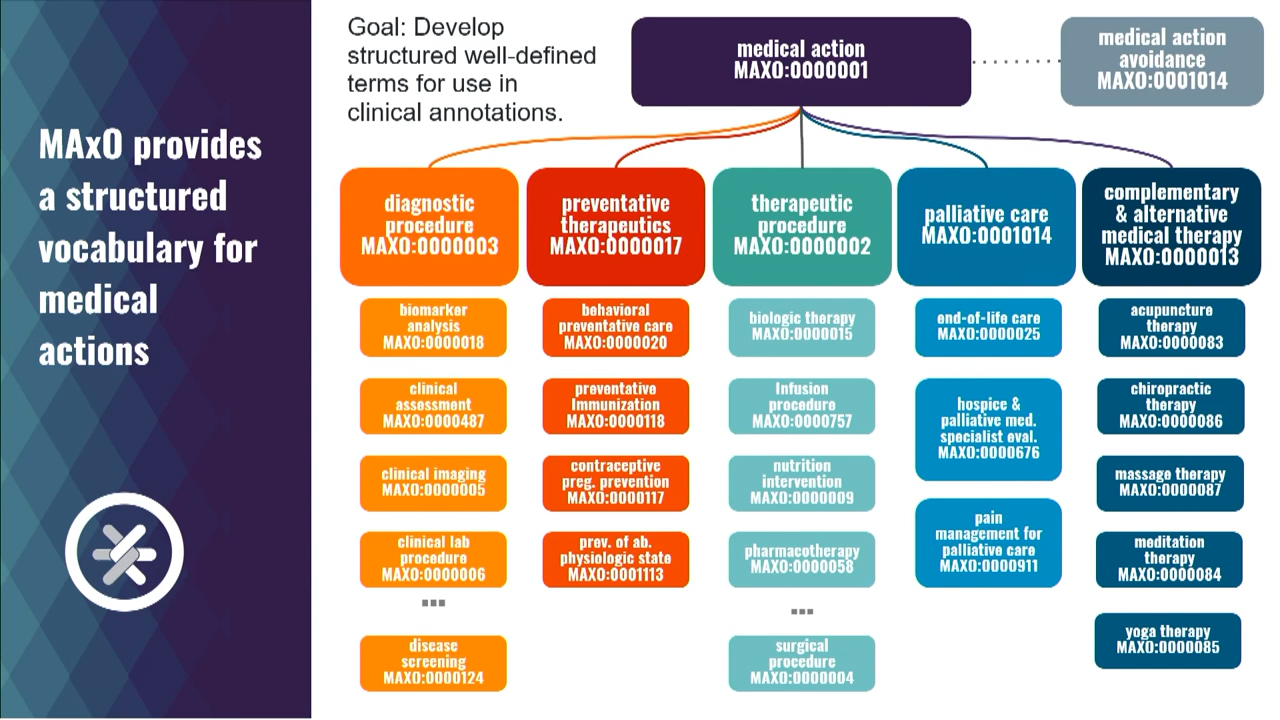 MAxO provides
a structured
vocabulary for
medical
actions
Goal: Develop
structured well-defined
terms for use in
clinical annotations.
medical action
MAXO:0000001
medical action
avoidance
MAXO:0001014
diagnostic
procedure
MAXO:0000003
biomarker
analysis
MAXO:0000018
clinical
assessment
MAXO:0000487
clinical imaging
MAXO:0000005
clinical lab
procedure
MAXO:0000006
...
disease
screening
MAXO:0000124
preventative
therapeutics
MAXO:0000017
behavioral
preventative care
MAXO:0000020
preventative
Immunization
MAXO:0000118
contraceptive
preg. prevention
MAXO:0000117
prev. of ab.
physiologic state
MAXO:0001113
therapeutic
procedure
MAXO:0000002
biologic therapy
MAXO:0000015
Infusion
procedure
MAXO:0000757
nutrition
intervention
MAXO:0000009
pharmacotherapy
MAXO:0000058
...
surgical
procedure
MAXO:0000004
palliative care
MAXO:0001014
end-of-life care
MAXO:0000025
hospice &
palliative med.
specialist eval.
MAXO:0000676
pain
management for
palliative care
MAXO:0000911
complementary
& alternative
medical therapy
MAXO:0000013
acupuncture
therapy
MAXO:0000083
chiropractic
therapy
MAXO:0000086
massage therapy
MAXO:0000087
meditation
therapy
MAXO:0000084
yoga therapy
MAXO:0000085